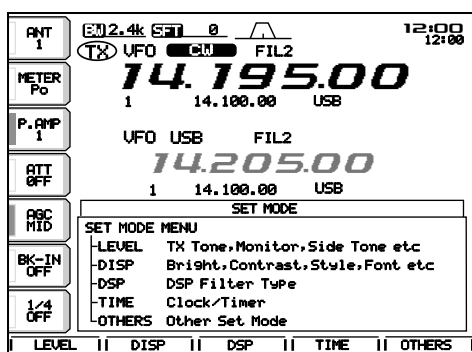 ANT
1
BW 2.4k SFT 0
12:00
12:00
TX VFO CW FIL2
METER
Po
14.195.00
1 14.100.00 USB
P.AMP
1
VFO USB FIL2
ATT
OFF
14.205.00
1 14.100.00 USB
AGC
MID
SET MODE
SET MODE MENU
LEVEL TX Tone,Monitor,Side Tone etc
BK-IN
OFF
DISP Bright,Contrast,Style,Font etc
DSP DSP Filter Type
1/4
OFF
TIME Clock/Timer
OTHERS Other Set Mode
LEVEL DISP DSP TIME OTHERS